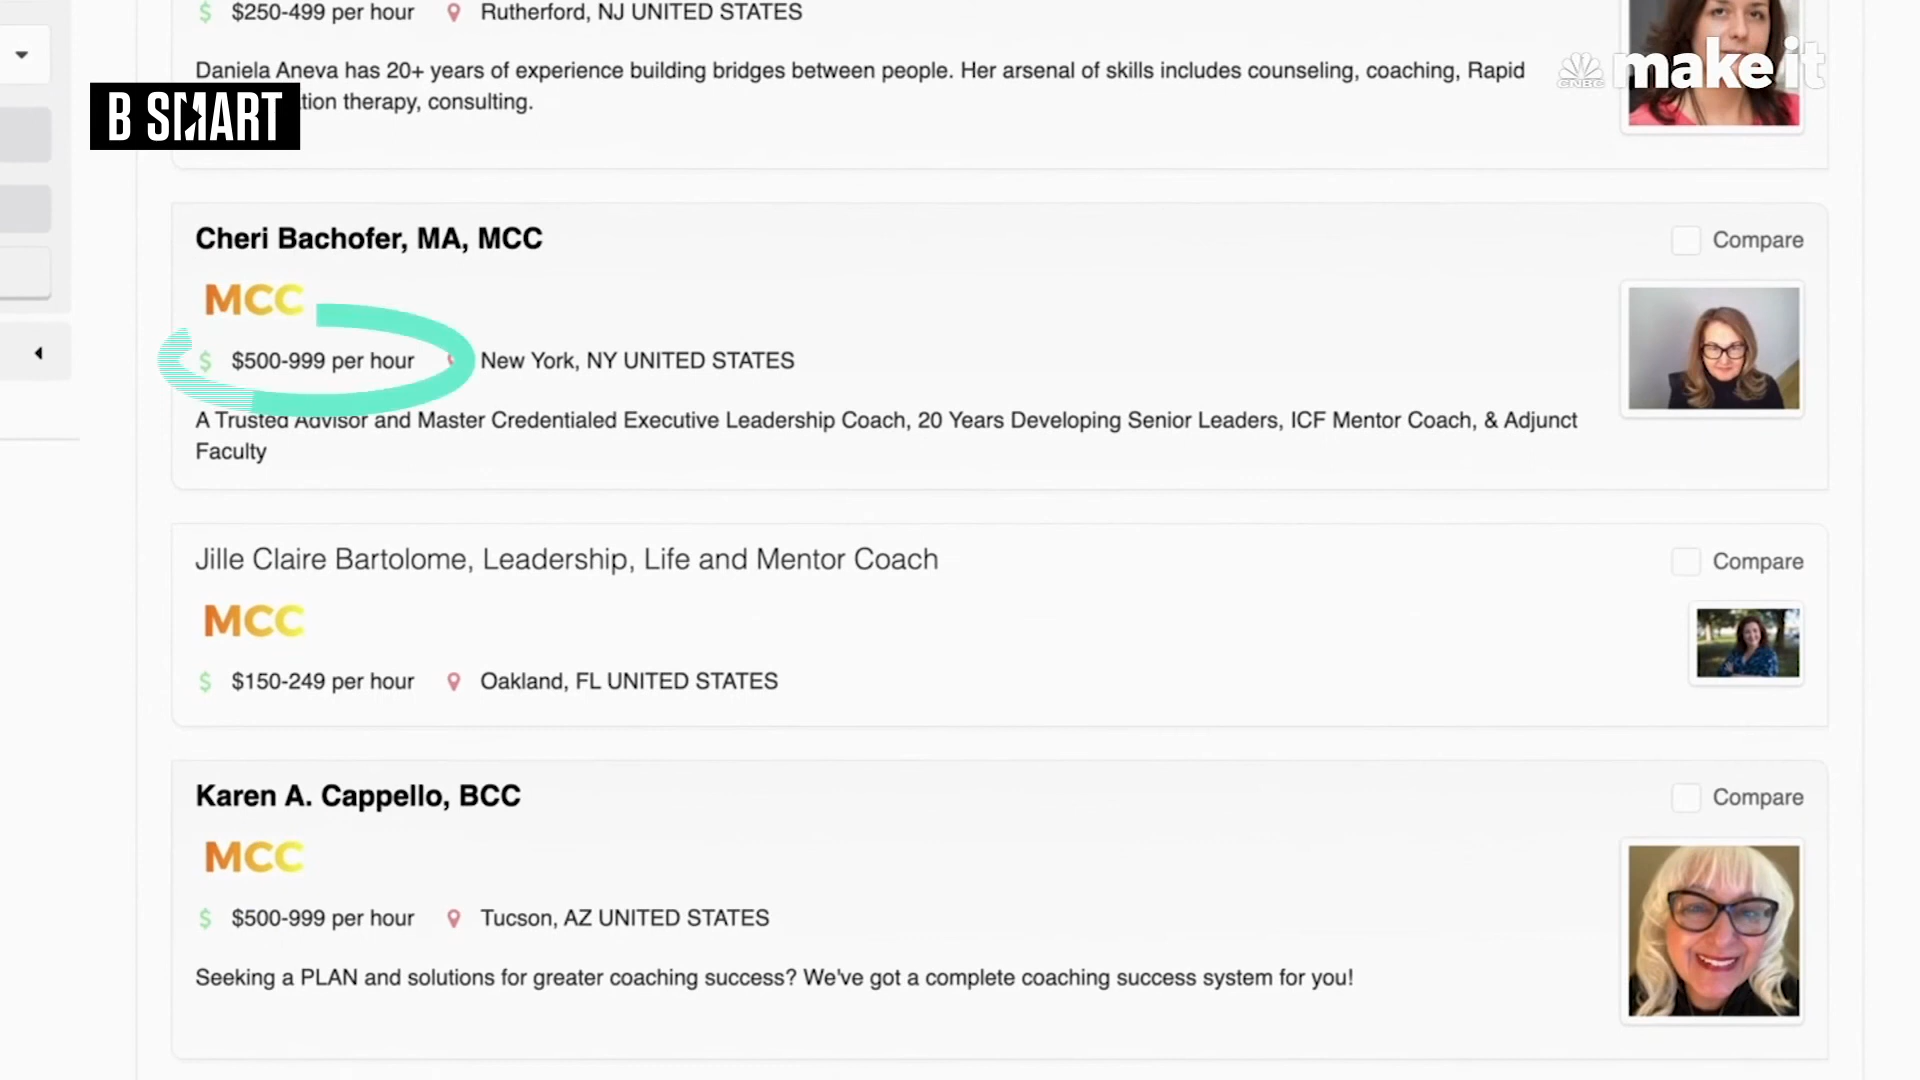 $ $250-499 per hour Rutherford, NJ UNITED STATES
Daniela Aneva has 20+ years of experience building bridges between people. Her arsenal of skills includes counseling, coaching, Rapid
tion therapy, consulting.
CNBC make it
B SMART
Cheri Bachofer, MA, MCC
Compare
MCC
$ $500-999 per hour New York, NY UNITED STATES
A Trusted Advisor and Master Credentialed Executive Leadership Coach, 20 Years Developing Senior Leaders, ICF Mentor Coach, & Adjunct
Faculty
Jille Claire Bartolome, Leadership, Life and Mentor Coach
Compare
MCC
$ $150-249 per hour Oakland, FL UNITED STATES
Karen A. Cappello, BCC
Compare
MCC
$ $500-999 per hour Tucson, AZ UNITED STATES
Seeking a PLAN and solutions for greater coaching success? We've got a complete coaching success system for you!